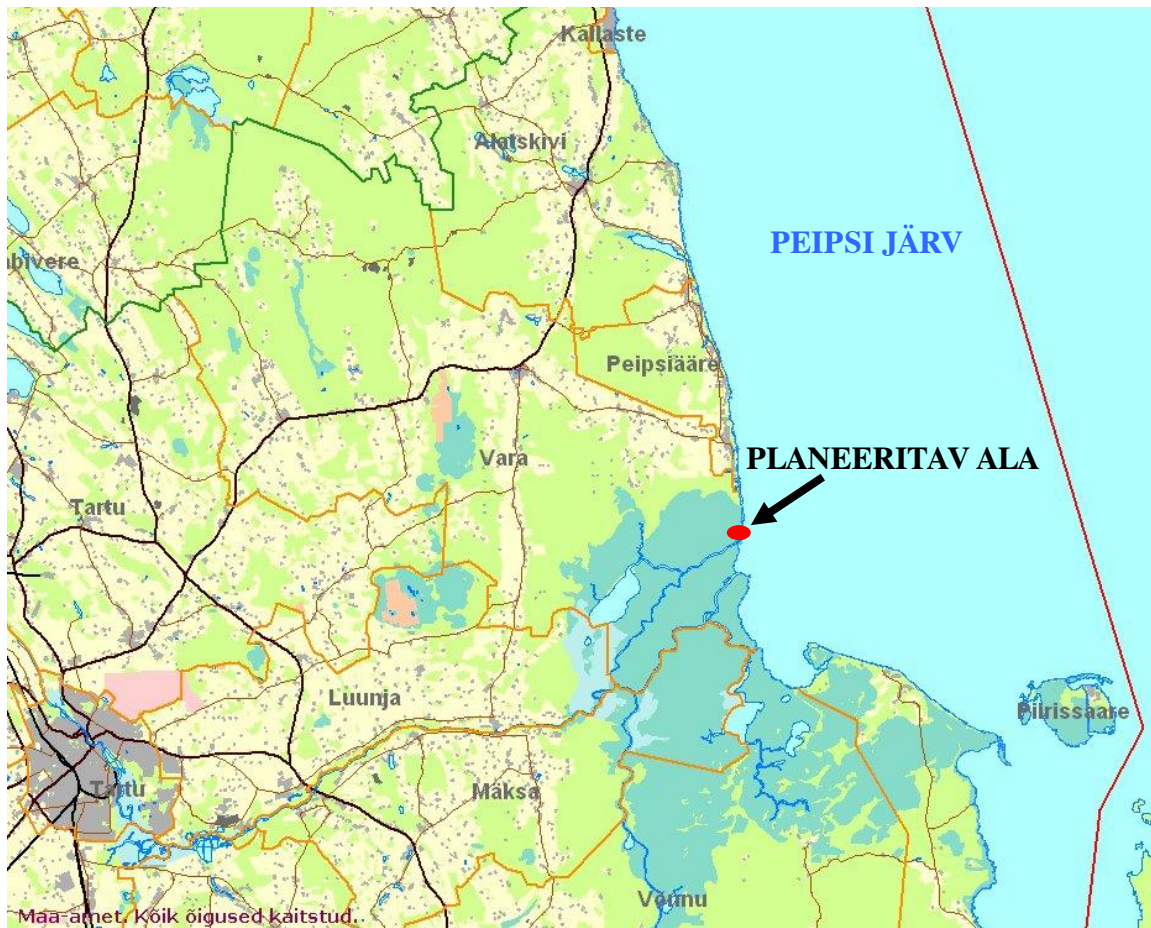 Kallaste
Alatskivi
PEIPSI JÄRV
abivere
Peipsiääre
Vara
PLANEERITAV ALA
Tartu
Luunja
Piirissaare
Tartu
Mäksa
Võnnu
Maa-amet. Kõik õigused kaitstud.